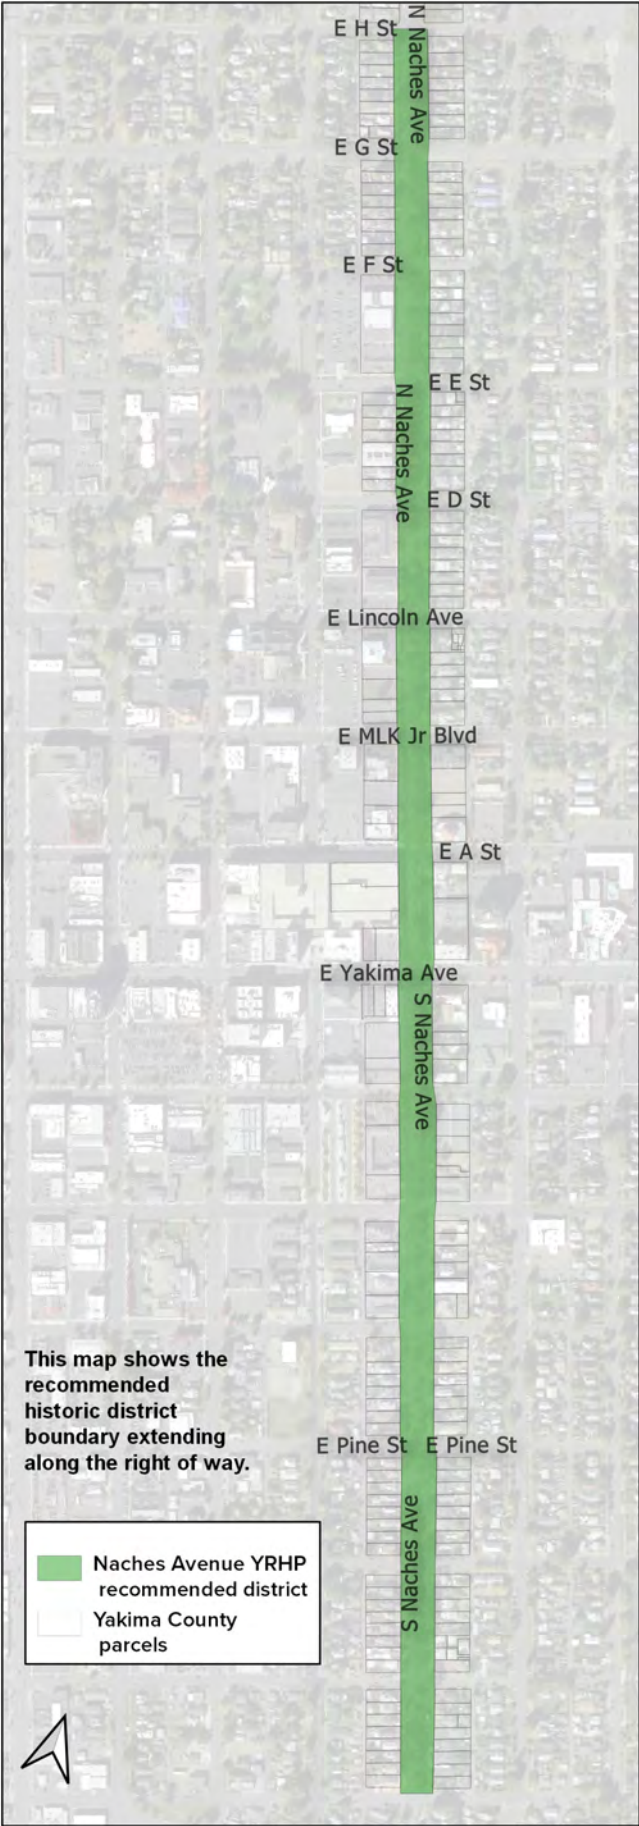 E H St
N Naches Ave
E G St
E F St
E E St
N Naches Ave
E D St
E Lincoln Ave
E MLK Jr Blvd
E A St
E Yakima Ave
S Naches Ave
This map shows the
recommended
historic district
boundary extending
along the right of way.
E Pine St E Pine St
S Naches Ave
Naches Avenue YRHP
recommended district
Yakima County
parcels